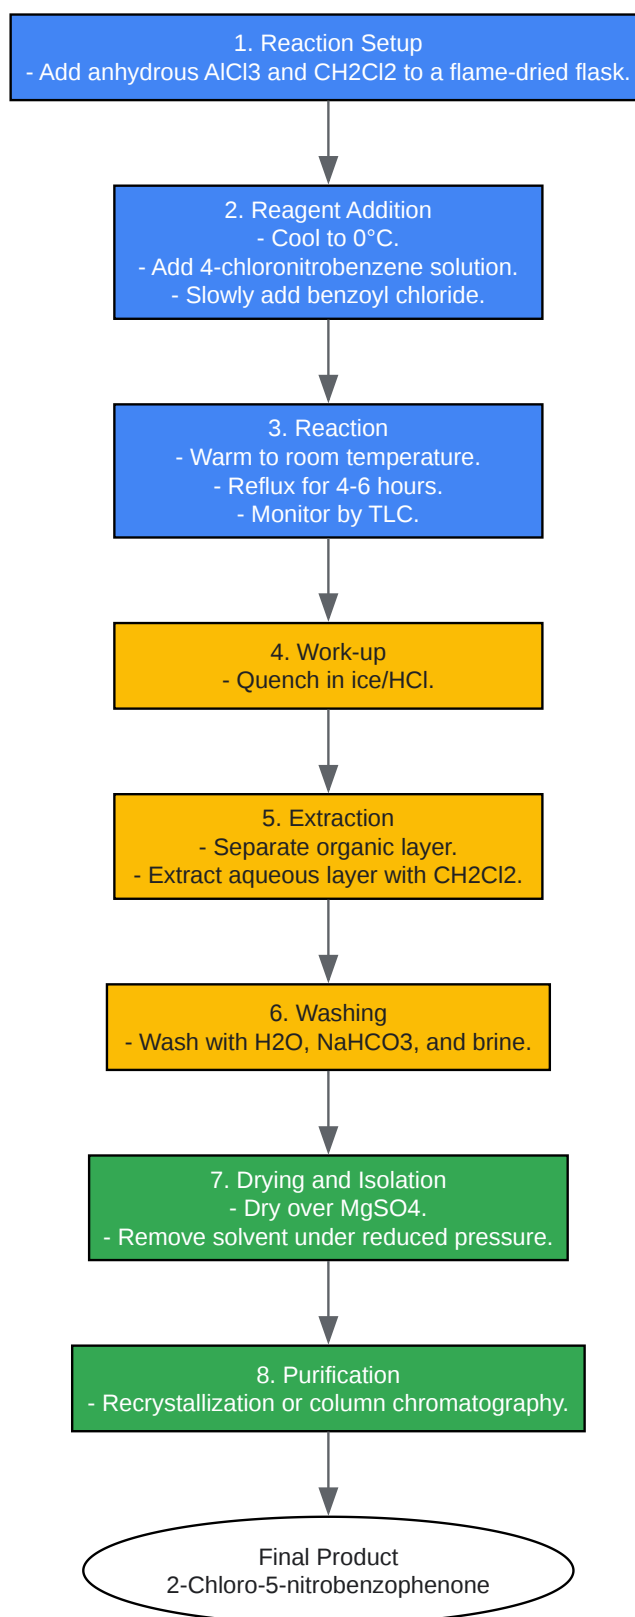 1. Reaction Setup
- Add anhydrous AlCl3 and CH2Cl2 to a flame-dried flask.
2. Reagent Addition
- Cool to 0°C.
- Add 4-chloronitrobenzene solution.
- Slowly add benzoyl chloride.
3. Reaction
- Warm to room temperature.
- Reflux for 4-6 hours.
- Monitor by TLC.
4. Work-up
- Quench in ice/HCl.
5. Extraction
- Separate organic layer.
- Extract aqueous layer with CH2Cl2.
6. Washing
- Wash with H2O, NaHCO3, and brine.
7. Drying and Isolation
- Dry over MgSO4.
- Remove solvent under reduced pressure.
8. Purification
- Recrystallization or column chromatography.
Final Product
2-Chloro-5-nitrobenzophenone